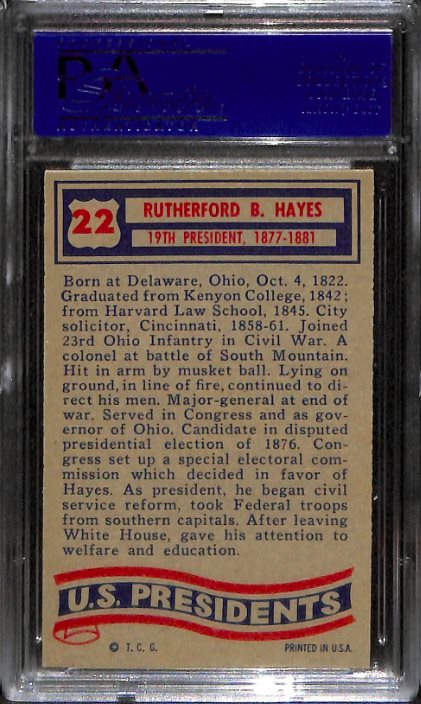 PSA
22
RUTHERFORD B. HAYES
19TH PRESIDENT, 1877-1881
Born at Delaware, Ohio, Oct. 4, 1822.
Graduated from Kenyon College, 1842;
from Harvard Law School, 1845. City
solicitor, Cincinnati, 1858-61. Joined
23rd Ohio Infantry in Civil War. A
colonel at battle of South Mountain.
Hit in arm by musket ball. Lying on
ground, in line of fire, continued to di-
rect his men. Major-general at end of
war. Served in Congress and as gov-
ernor of Ohio. Candidate in disputed
presidential election of 1876. Con-
gress set up a special electoral com-
mission which decided in favor of
Hayes. As president, he began civil
service reform, took Federal troops
from southern capitals. After leaving
White House, gave his attention to
welfare and education.
U.S. PRESIDENTS
© T. C. G.
PRINTED IN U.S.A.